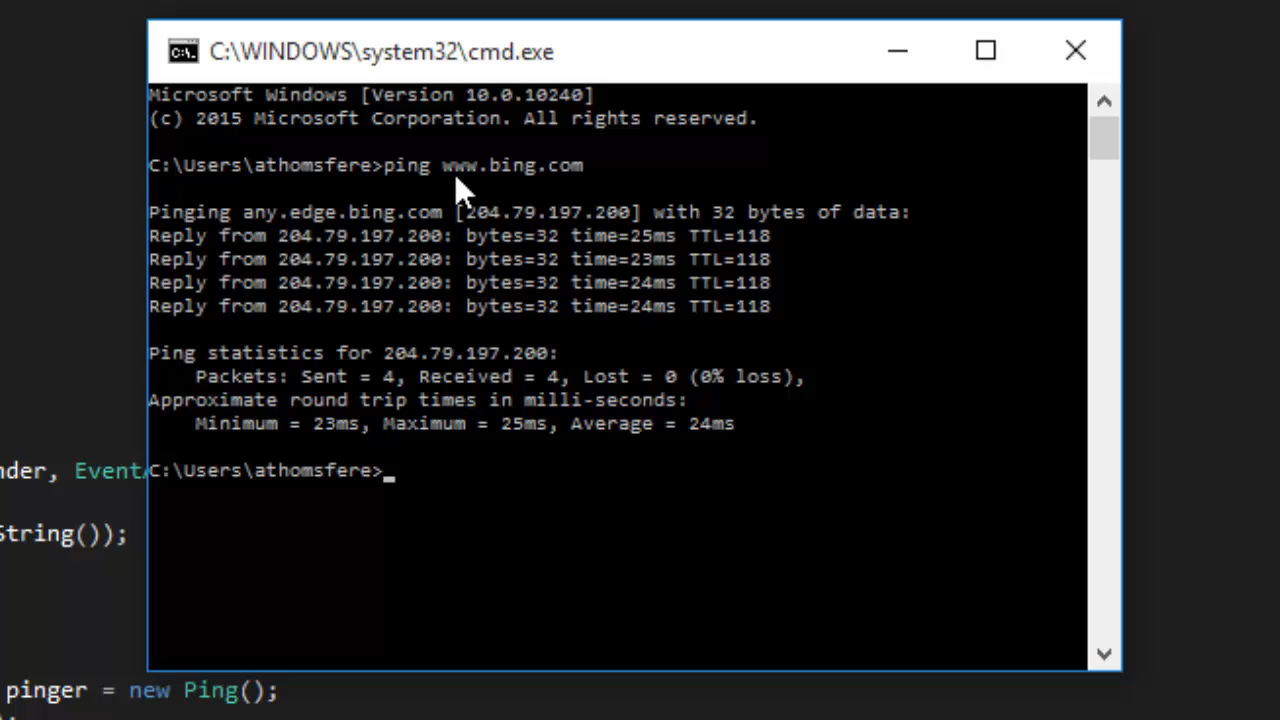 C:\WINDOWS\system32\cmd.exe
Microsoft Windows [Version 10.0.10240]
(c) 2015 Microsoft Corporation. All rights reserved.
C:\Users\athomsfere>ping www.bing.com
Pinging any.edge.bing.com [204.79.197.200] with 32 bytes of data:
Reply from 204.79.197.200: bytes=32 time=25ms TTL=118
Reply from 204.79.197.200: bytes=32 time=23ms TTL=118
Reply from 204.79.197.200: bytes=32 time=24ms TTL=118
Reply from 204.79.197.200: bytes=32 time=24ms TTL=118
Ping statistics for 204.79.197.200:
Packets: Sent = 4, Received = 4, Lost = 0 (0% loss),
Approximate round trip times in milli-seconds:
Minimum = 23ms, Maximum = 25ms, Average = 24ms
C:\Users\athomsfere>_
nder, Event
String());
pinger = new Ping();